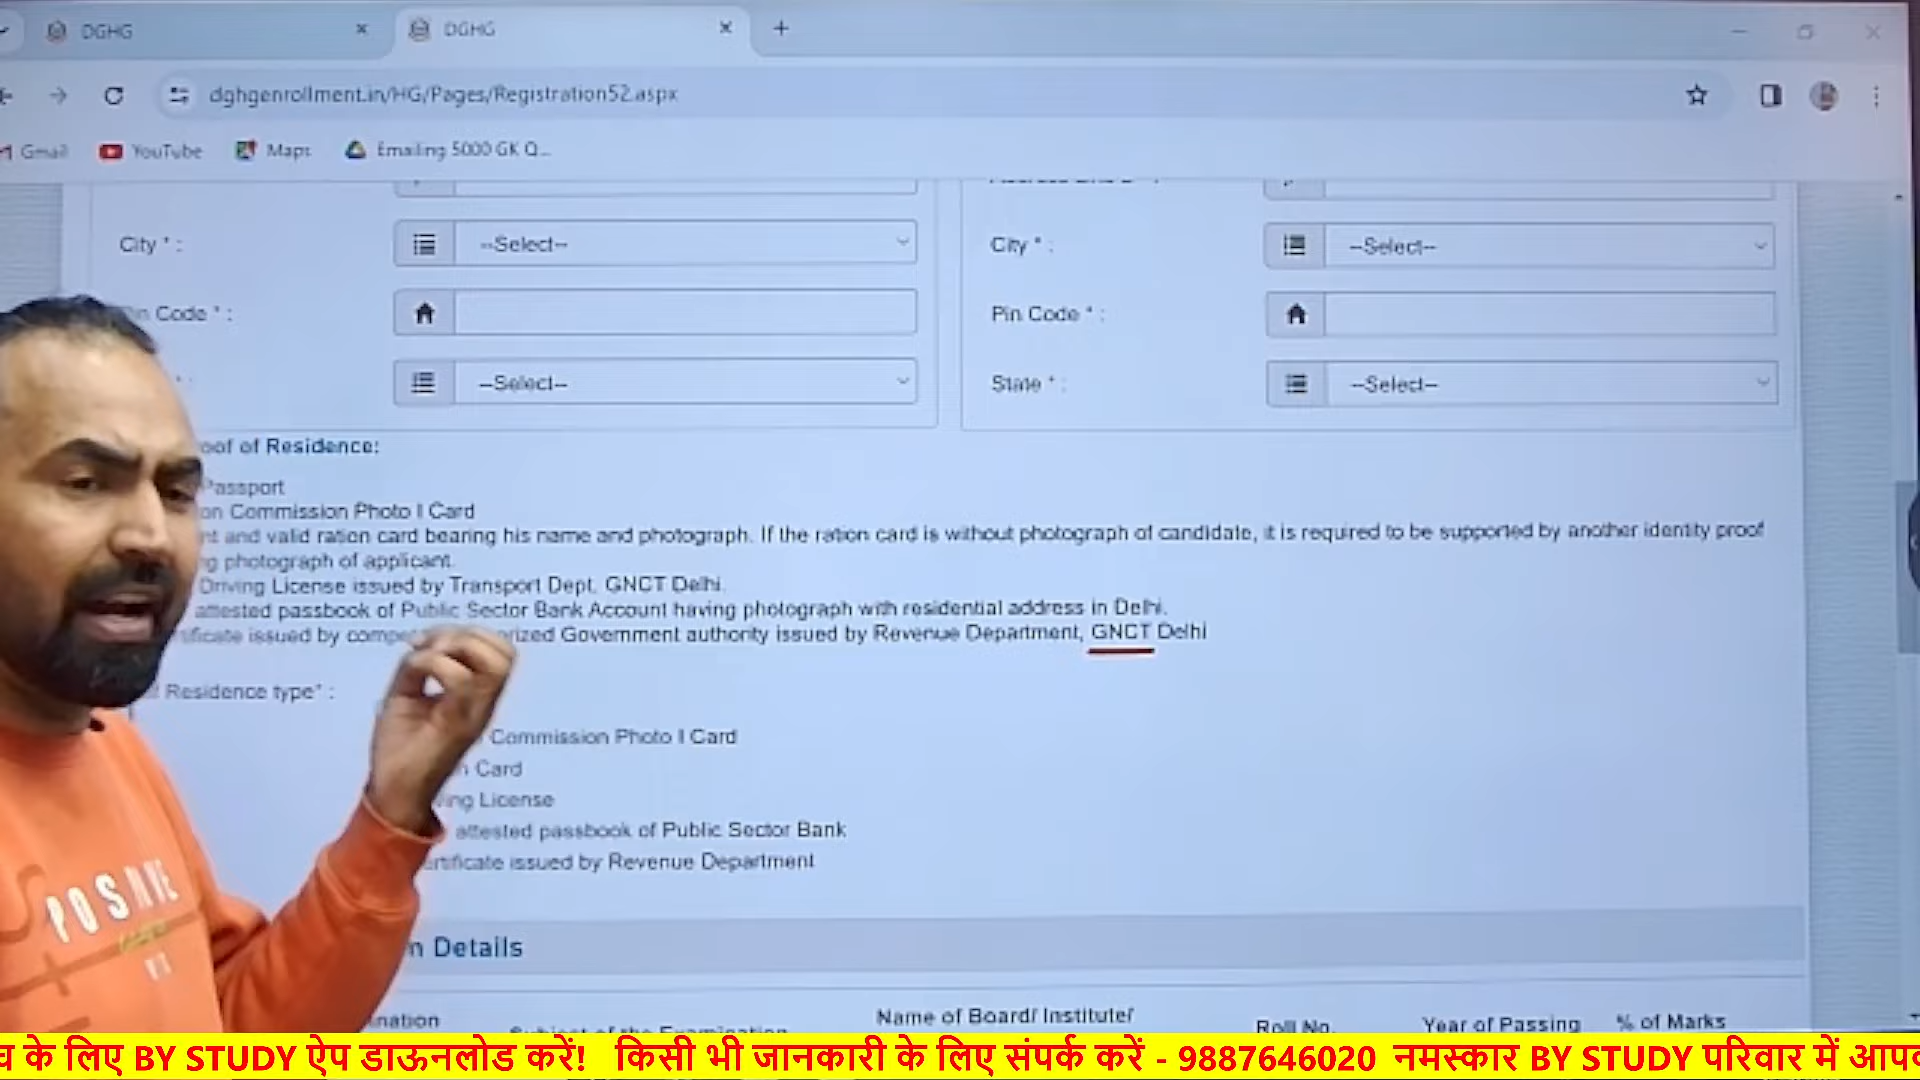 DGHG
DGHG
dghgenrollment.in/HG/Pages/Registration52.aspx
Gmail YouTube Maps Emailing 5000 GK Q...
City * : --Select--
City * : --Select--
Code * :
Pin Code * :
--Select--
State * : --Select--
of Residence:
Passport
Commission Photo I Card
and valid ration card bearing his name and photograph. If the ration card is without photograph of candidate, it is required to be supported by another identity proof
photograph of applicant.
Driving License issued by Transport Dept. GNCT Delhi.
attested passbook of Public Sector Bank Account having photograph with residential address in Delhi.
issued by Government authority issued by Revenue Department, GNCT Delhi
Residence type* :
Commission Photo I Card
Card
License
attested passbook of Public Sector Bank
issued by Revenue Department
Details
Name of Board/ Institute/
Subject of the Examination Roll No. Year of Passing % of Marks
POSITIVE
के लिए BY STUDY ऐप डाऊनलोड करें! किसी भी जानकारी के लिए संपर्क करें - 9887646020 नमस्कार BY STUDY परिवार में